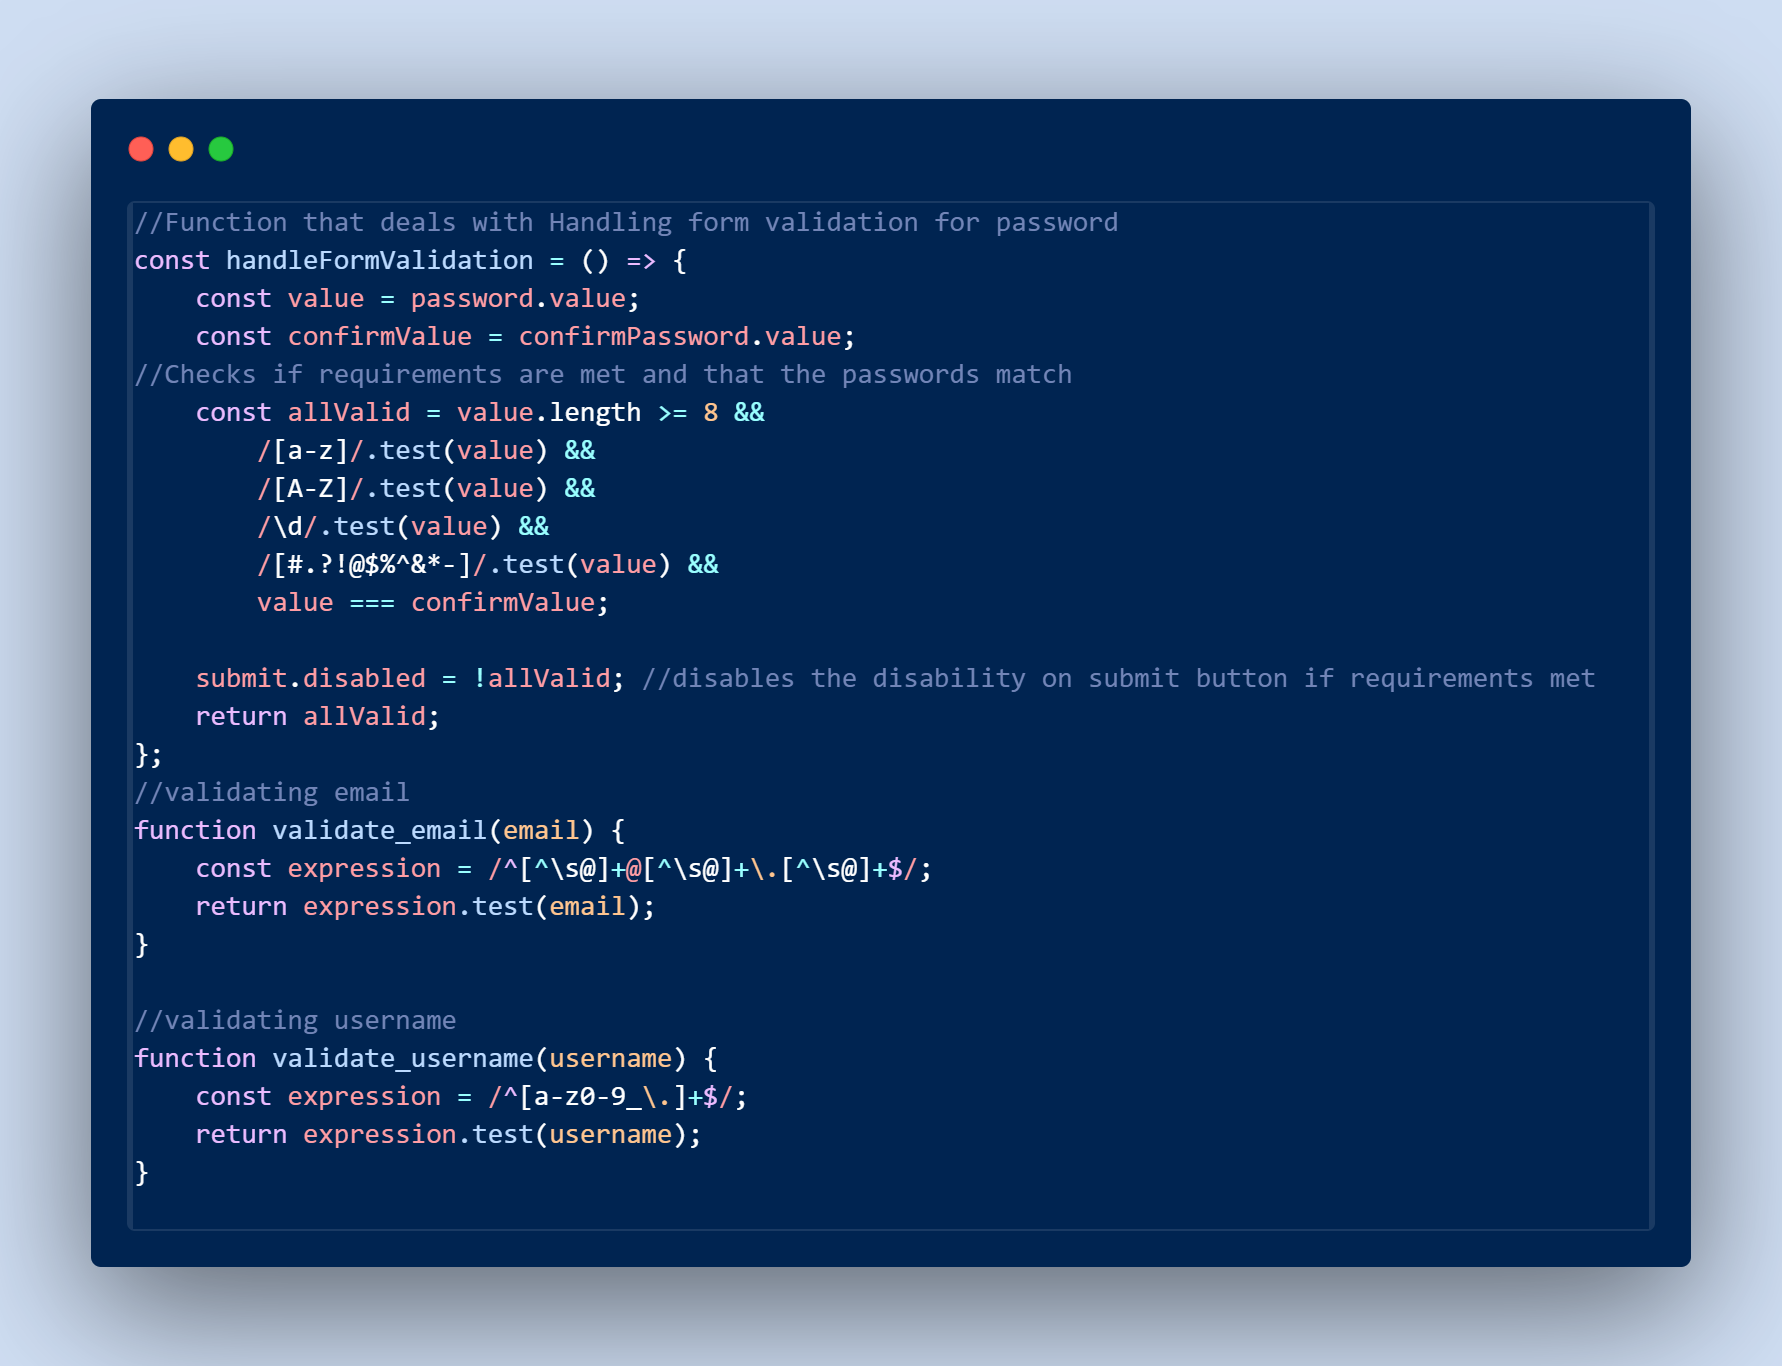 //Function that deals with Handling form validation for password
const handleFormValidation = () => {
    const value = password.value;
    const confirmValue = confirmPassword.value;
//Checks if requirements are met and that the passwords match
    const allValid = value.length >= 8 &&
        /[a-z]/.test(value) &&
        /[A-Z]/.test(value) &&
        /\d/.test(value) &&
        /[#.?!@$%^&*-]/.test(value) &&
        value === confirmValue;

    submit.disabled = !allValid; //disables the disability on submit button if requirements met
    return allValid;
};
//validating email
function validate_email(email) {
    const expression = /^[^\s@]+@[^\s@]+\.[^\s@]+$/;
    return expression.test(email);
}

//validating username
function validate_username(username) {
    const expression = /^[a-z0-9_\.]+$/;
    return expression.test(username);
}